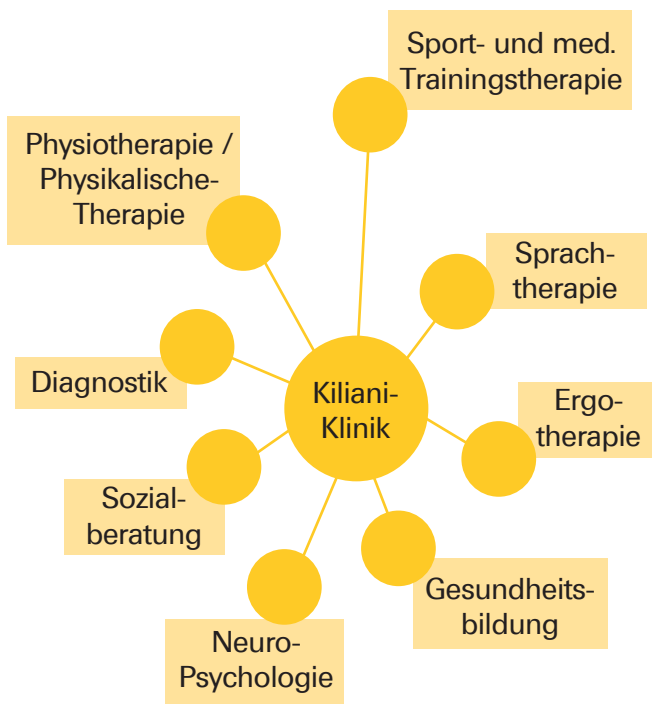 Sport- und med.
Trainingstherapie
Physiotherapie /
Physikalische-
Therapie
Sprach-
therapie
Diagnostik
Kiliani-
Klinik
Ergo-
therapie
Sozial-
beratung
Gesundheits-
bildung
Neuro-
Psychologie